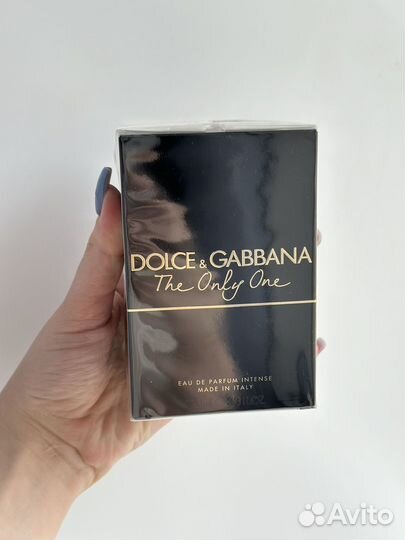 DOLCE & GABBANA
The Only One
EAU DE PARFUM INTENSE
MADE IN ITALY
Avito